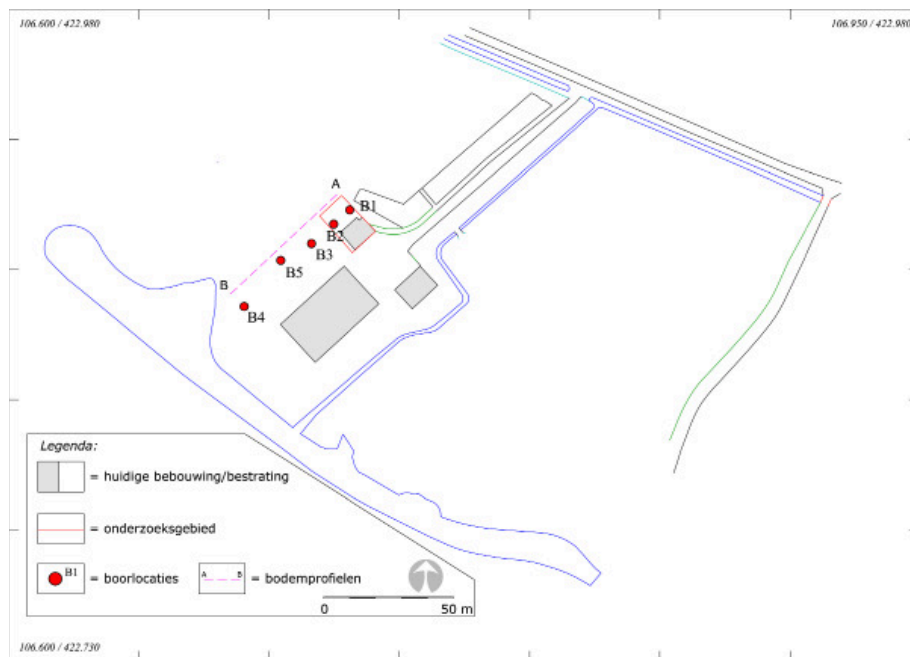 106.600 / 422.980
106.950 / 422.980
A
B1
B2
B3
B5
B
B4
Legenda:
= huidige bebouwing/bestrating
= onderzoeksgebied
B1 = boorlocaties
A B = bodemprofielen
0 50 m
106.600 / 422.730